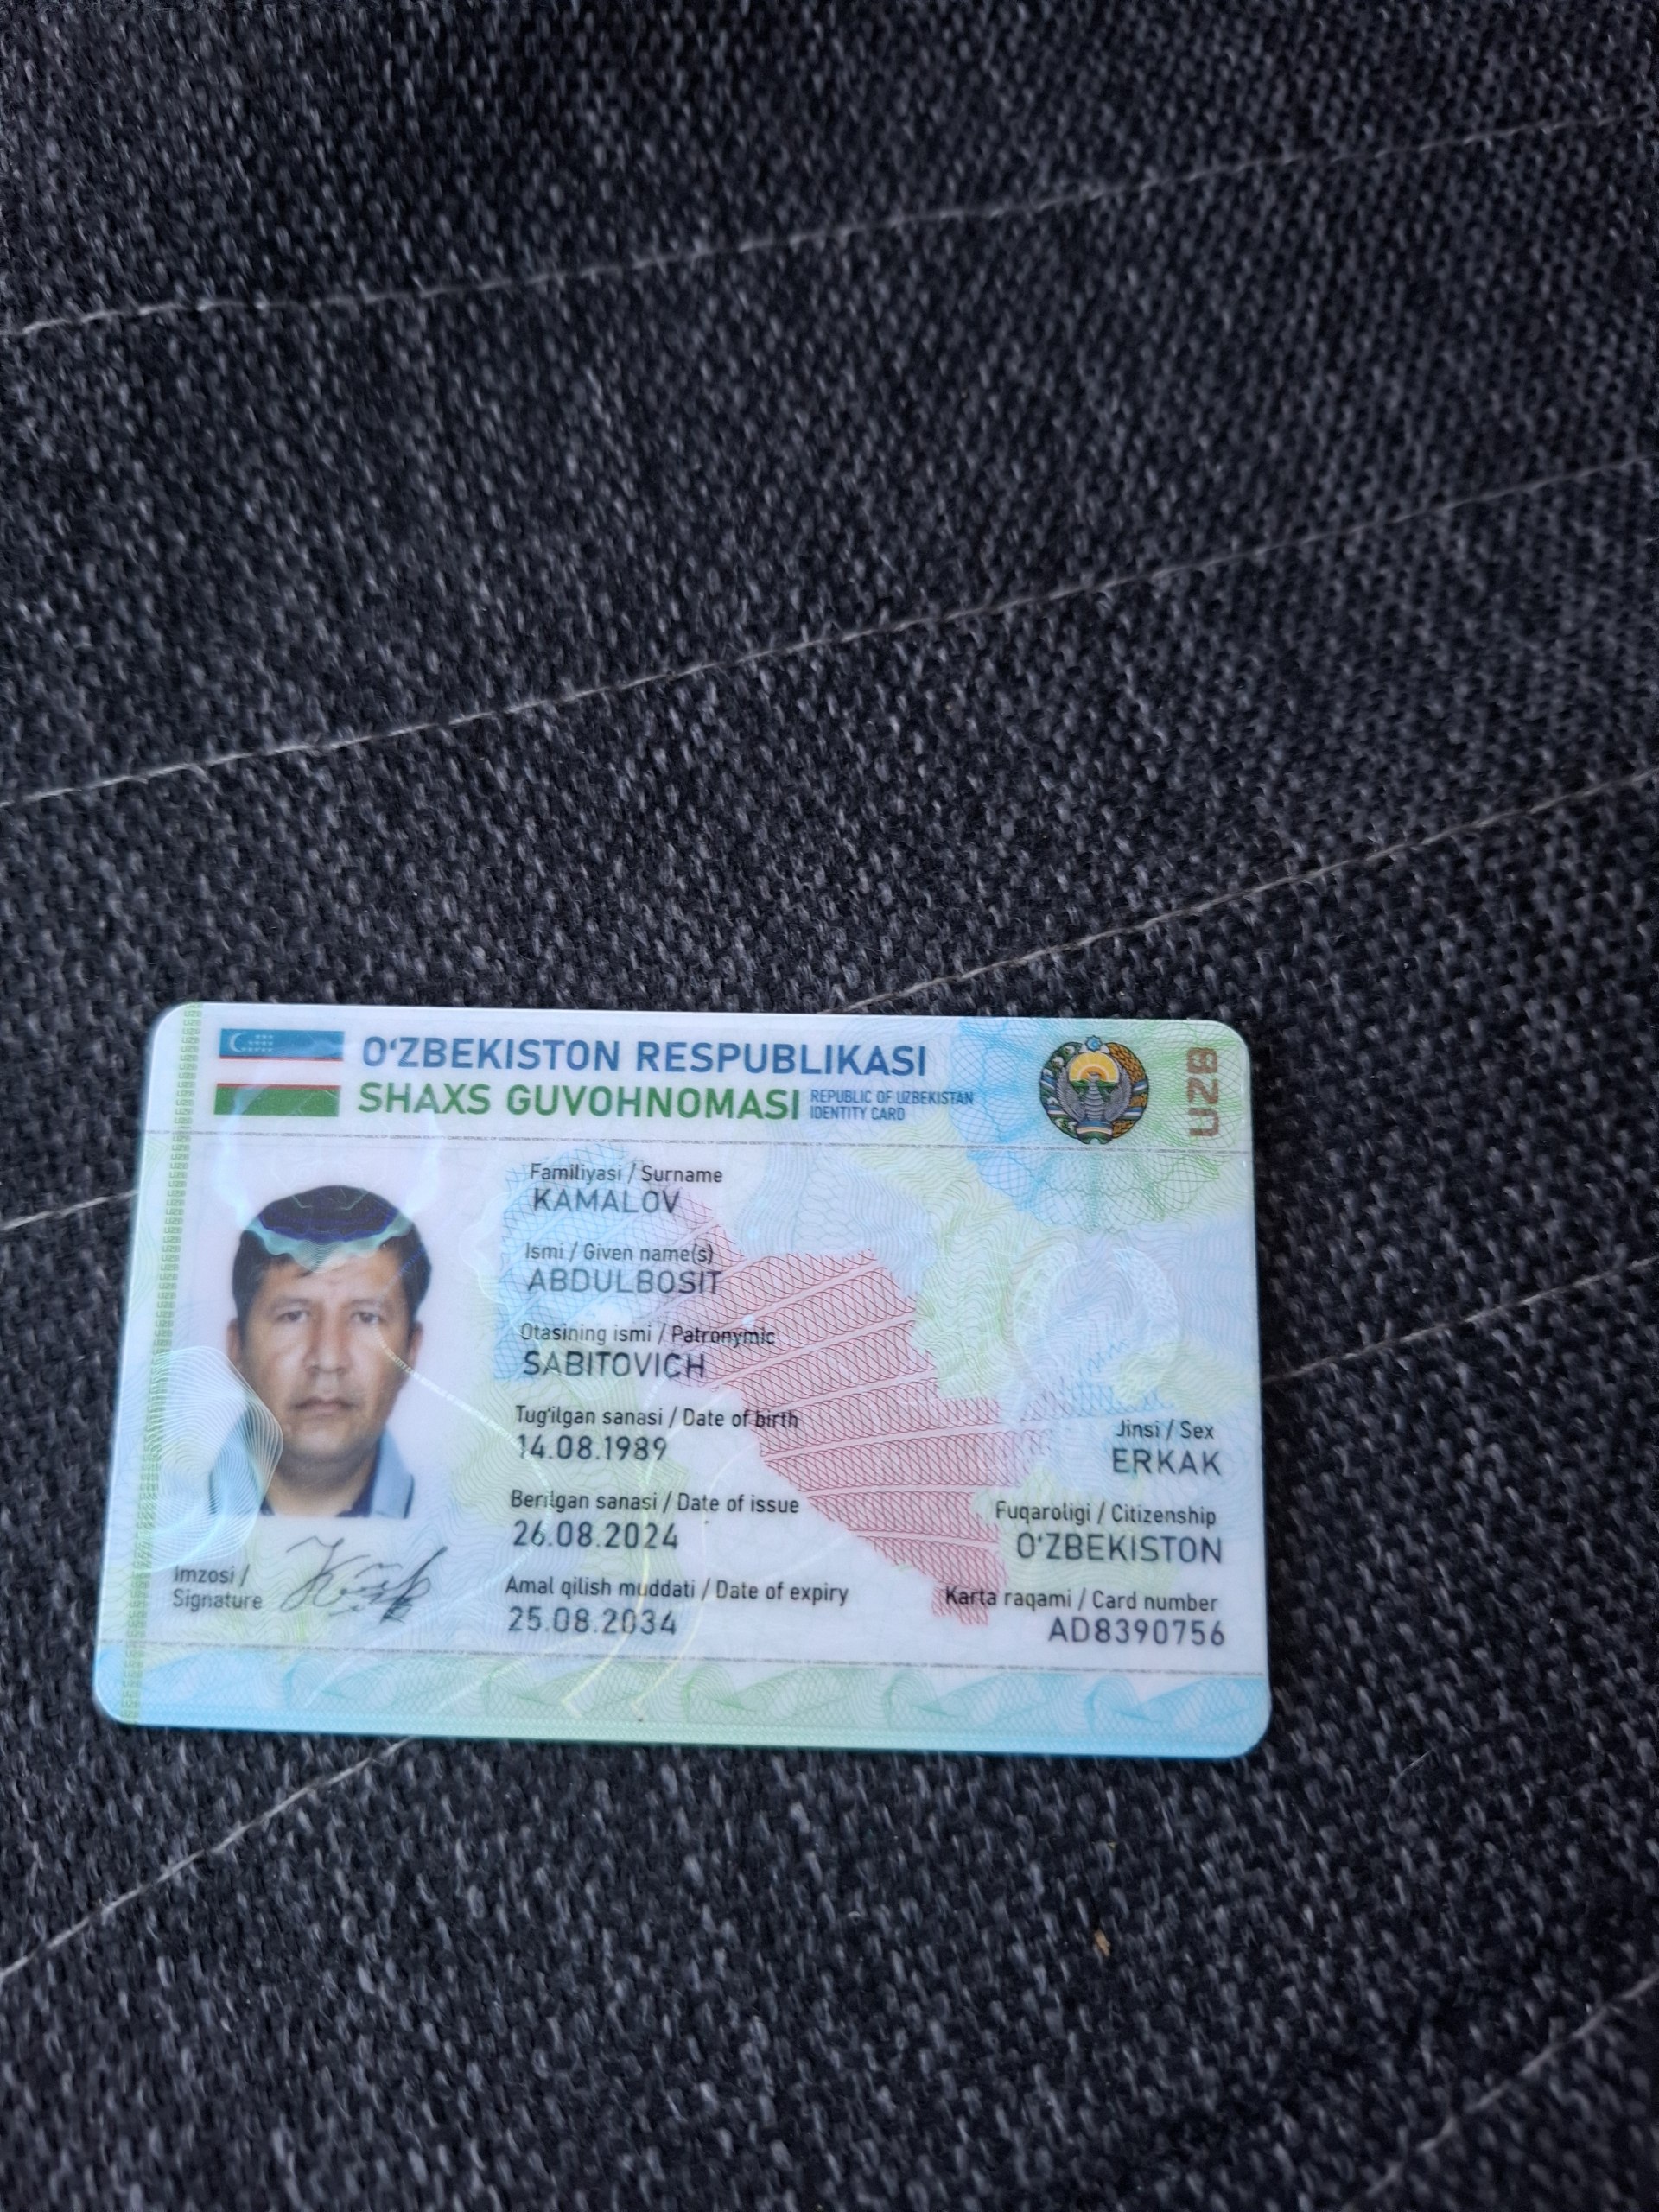 O‘ZBEKISTON RESPUBLIKASI
SHAXS GUVOHNOMASI
REPUBLIC OF UZBEKISTAN
IDENTITY CARD
UZB
Familiyasi / Surname
KAMALOV
Ismi / Given name(s)
ABDULBOSIT
Otasining ismi / Patronymic
SABITOVICH
Tug‘ilgan sanasi / Date of birth
14.08.1989
Jinsi / Sex
ERKAK
Berilgan sanasi / Date of issue
26.08.2024
Fuqaroligi / Citizenship
O‘ZBEKISTON
Imzosi /
Signature
Amal qilish muddati / Date of expiry
25.08.2034
Karta raqami / Card number
AD8390756